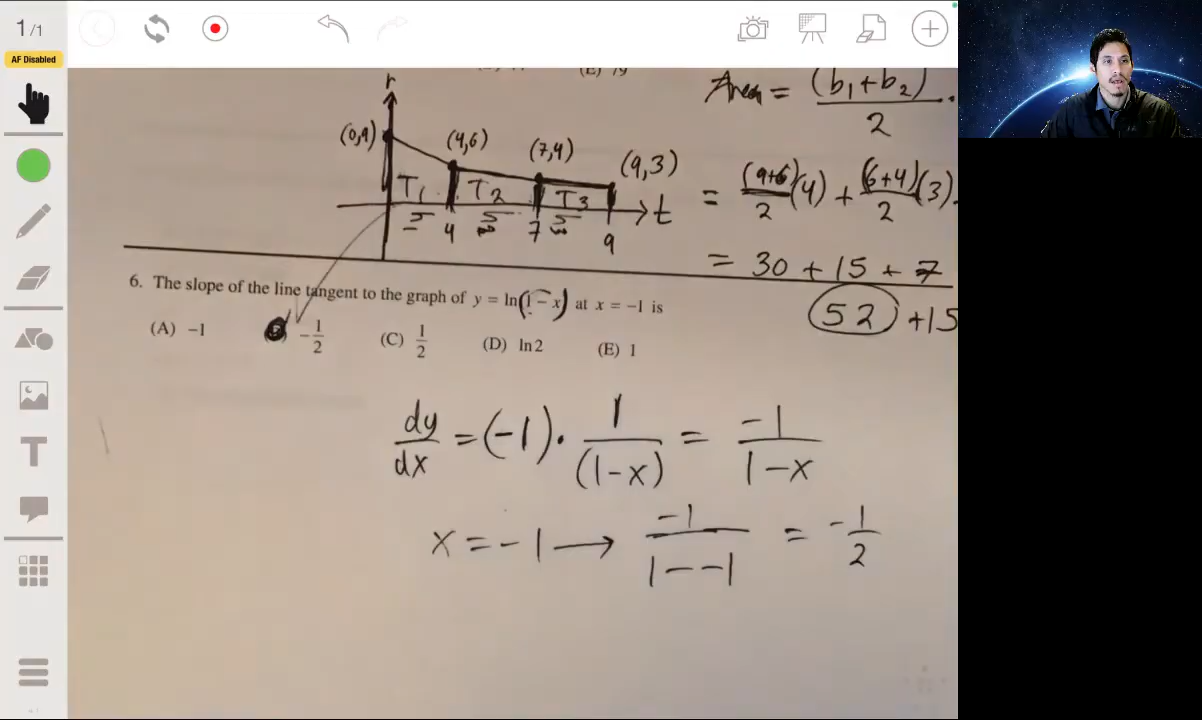 1/1
AF Disabled
(E) 79
r
Area = (b1+b2)/2 .
(0,9) (4,6) (7,4) (9,3)
T1 T2 T3 t
4 7 9
= (9+6)/2 (4) + (6+4)/2 (3).
= 30 + 15 + 7
52 +15
6. The slope of the line tangent to the graph of y = ln(1 − x) at x = −1 is
(A) −1 −1/2 (C) 1/2 (D) ln 2 (E) 1
dy/dx = (-1) · 1/(1-x) = -1/1-x
x = -1 → -1/1--1 = -1/2
T